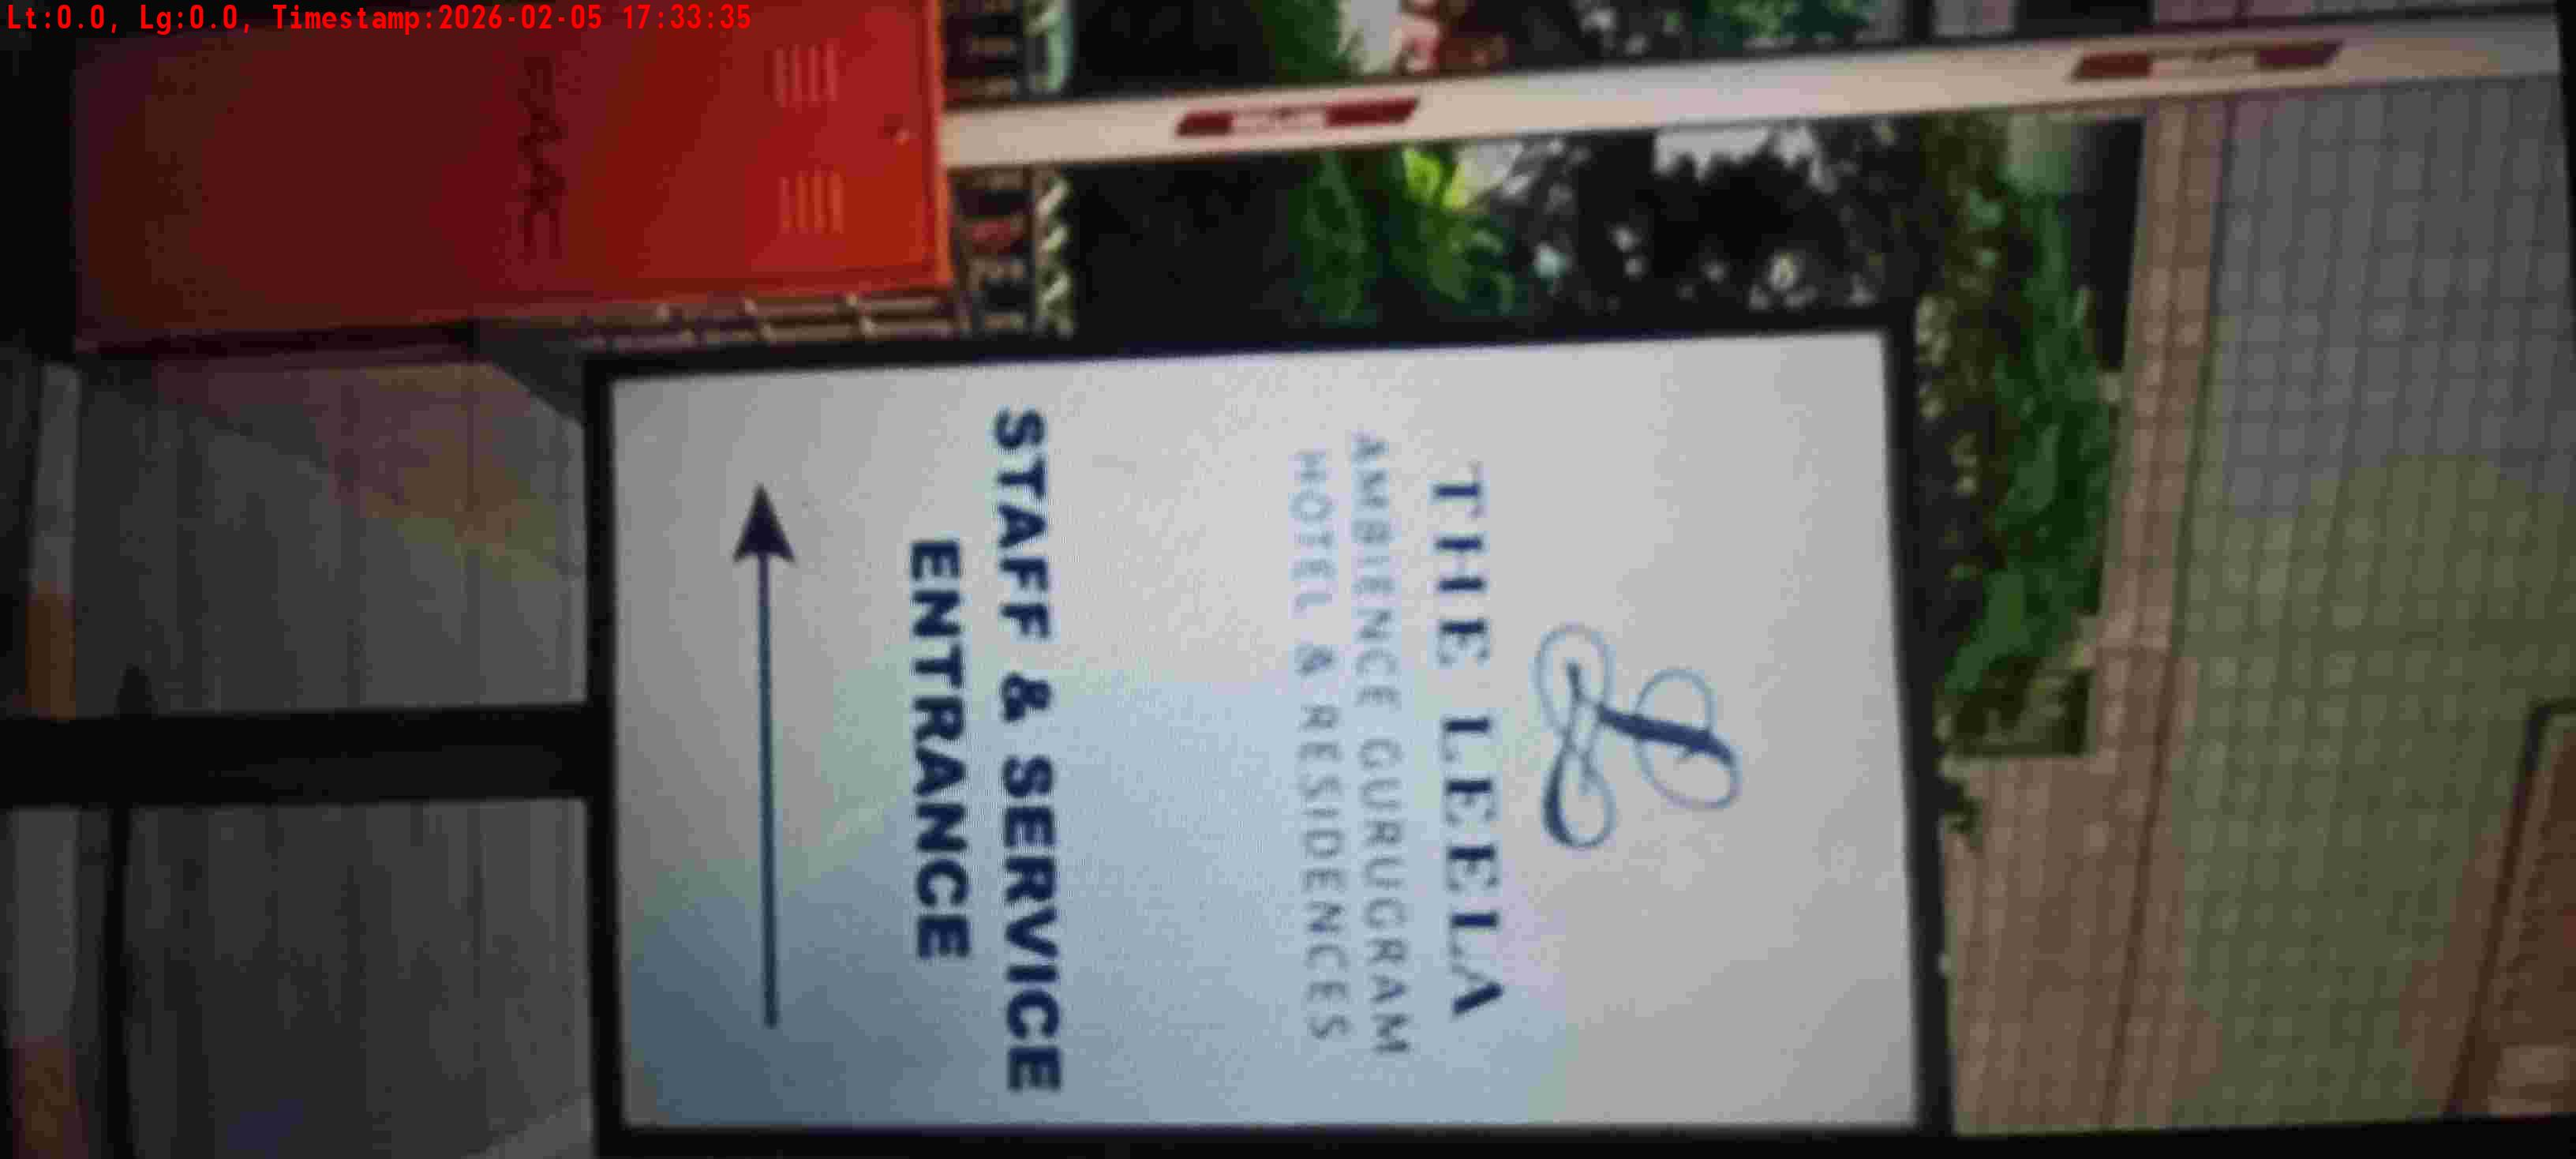 Lt:0.0, Lg:0.0, Timestamp:2026-02-05 17:33:35
THE LEELA
AMBIENCE GURUGRAM
HOTEL & RESIDENCES
STAFF & SERVICE
ENTRANCE